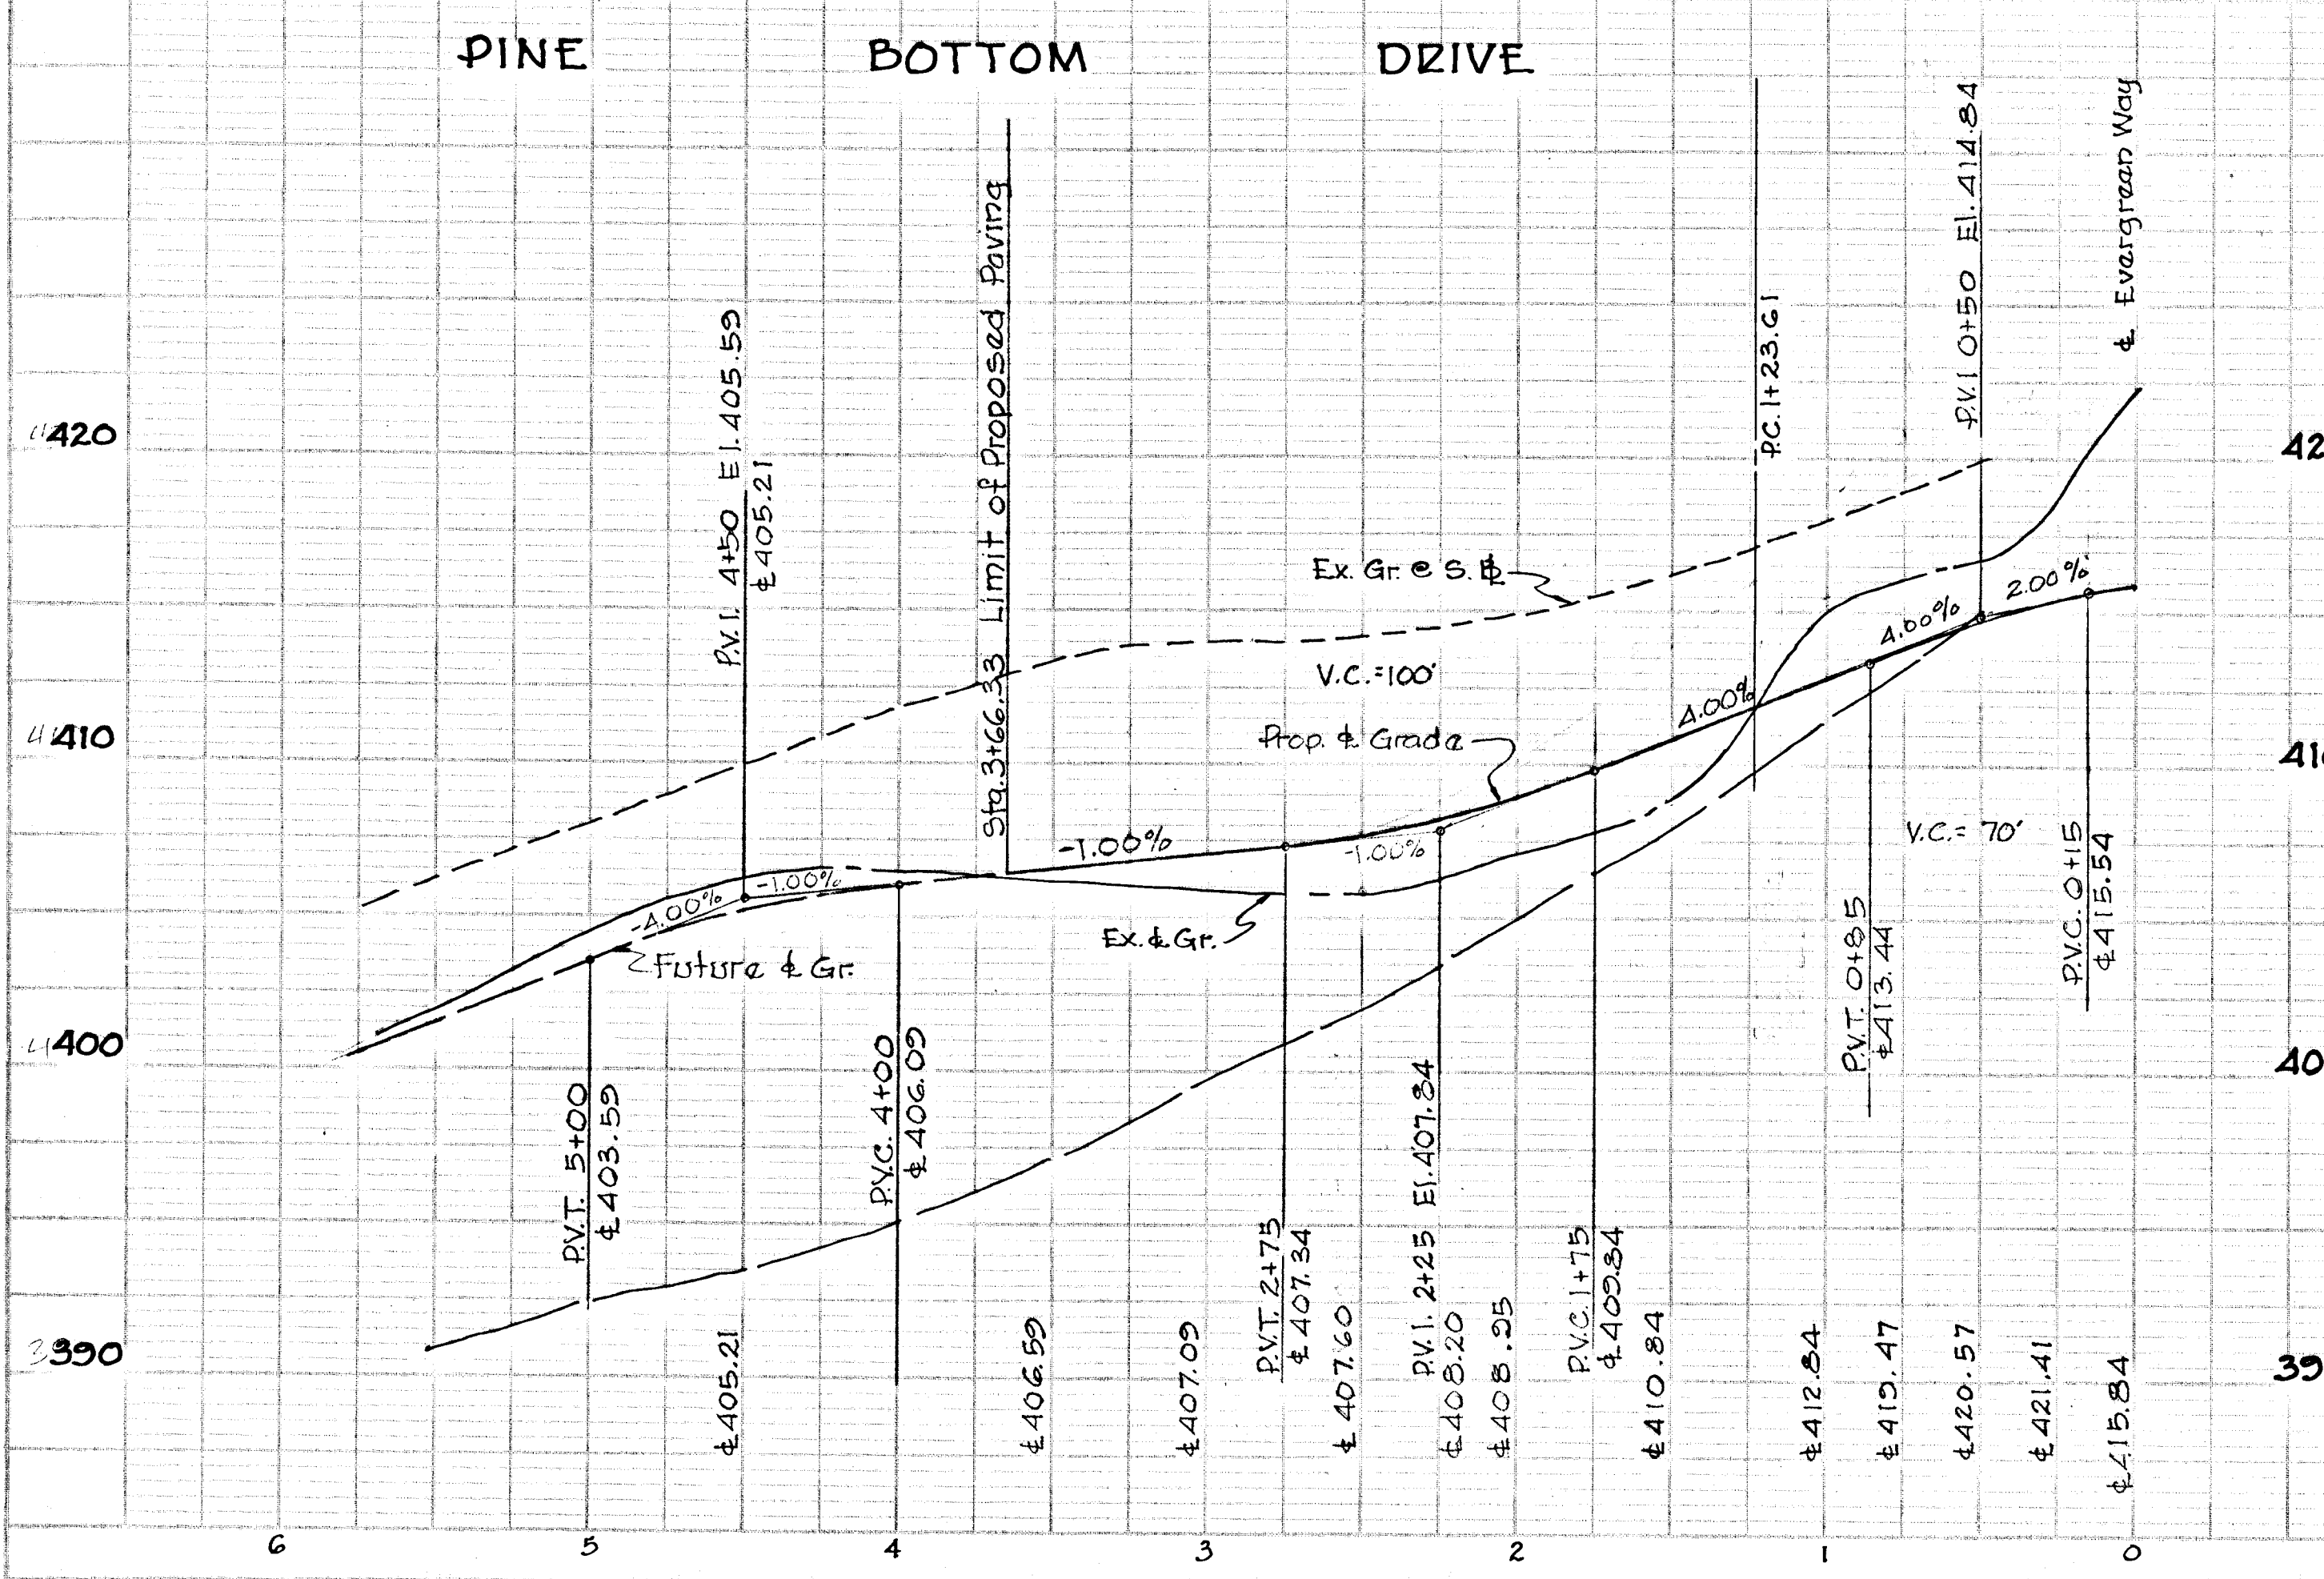 PINE BOTTOM DRIVE
P.V.I. 4+50 El. 405.59
℄ 405.21
Sta. 3+66.33 Limit of Proposed Paving
P.C. 1+23.61
P.V.I 0+50 El. 414.84
℄ Evergreen Way
420
410
400
390
42
41
40
39
Ex. Gr. @ S. ⅊
V.C.=100'
Prop. ℄ Grade
4.00%
4.00%
2.00%
-1.00%
-1.00%
-1.00%
-4.00%
Ex. ℄ Gr.
Future ℄ Gr.
V.C.= 70'
P.V.T. 5+00
℄ 403.59
P.V.C. 4+00
℄ 406.09
P.V.T. 2+75
℄ 407.34
P.V.I. 2+25 El. 407.84
℄ 408.20
P.V.C. 1+75
℄ 409.84
P.V.T. 0+85
℄ 413.44
P.V.C. 0+15
℄ 415.54
℄ 405.21
℄ 406.59
℄ 407.09
℄ 407.60
℄ 408.95
℄ 410.84
℄ 412.84
℄ 419.47
℄ 420.57
℄ 421.41
℄ 415.84
6 5 4 3 2 1 0